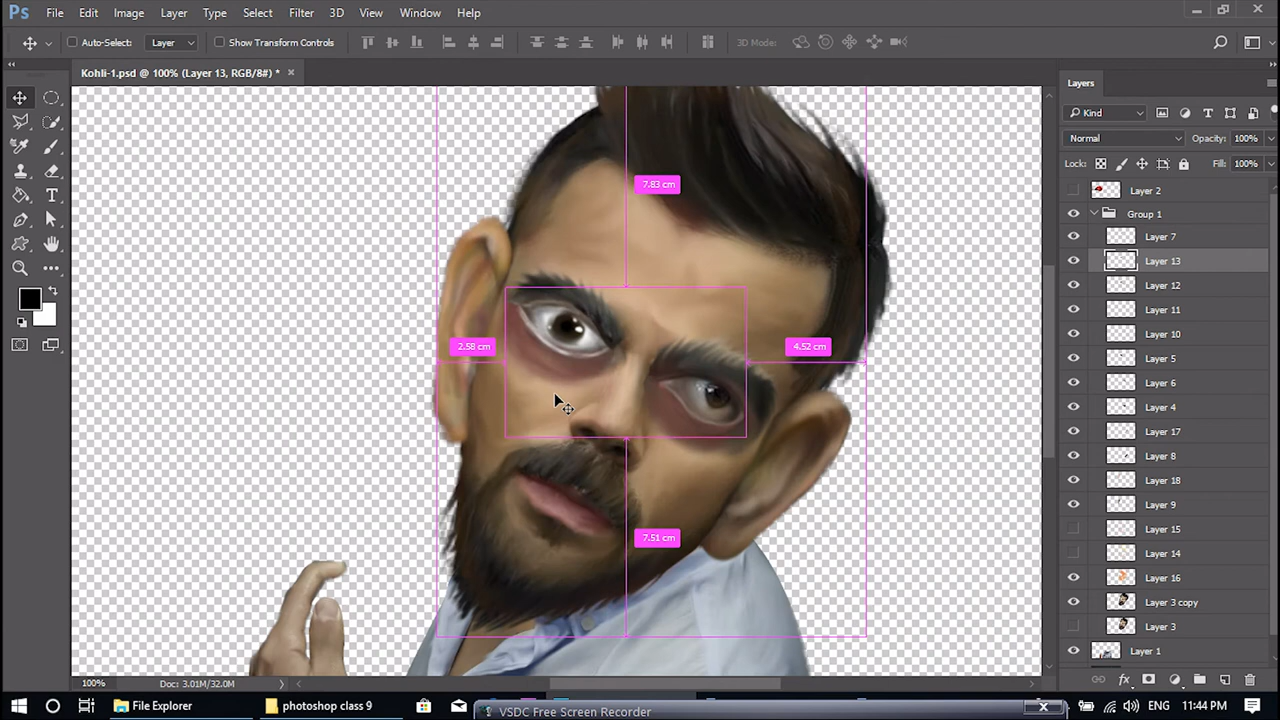 Ps File Edit Image Layer Type Select Filter 3D View Window Help
Auto-Select: Layer Show Transform Controls 3D Mode:
Kohli-1.psd @ 100% (Layer 13, RGB/8#) *
Layers
Kind
Normal Opacity: 100%
Lock: Fill: 100%
Layer 2
Group 1
Layer 7
Layer 13
Layer 12
Layer 11
Layer 10
Layer 5
Layer 6
Layer 4
Layer 17
Layer 8
Layer 18
Layer 9
Layer 15
Layer 14
Layer 16
Layer 3 copy
Layer 3
Layer 1
7.83 cm
2.58 cm 4.52 cm
7.51 cm
T
fx
100% Doc: 3.01M/32.0M
File Explorer photoshop class 9 VSDC Free Screen Recorder 11:44 PM